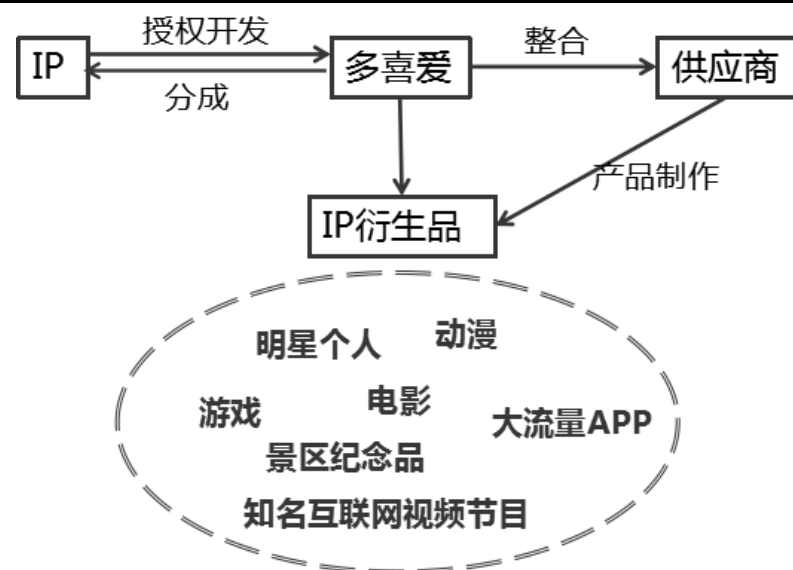 授权开发
IP
多喜爱
整合
供应商
分成
产品制作
IP衍生品
明星个人
动漫
游戏
电影
大流量APP
景区纪念品
知名互联网视频节目